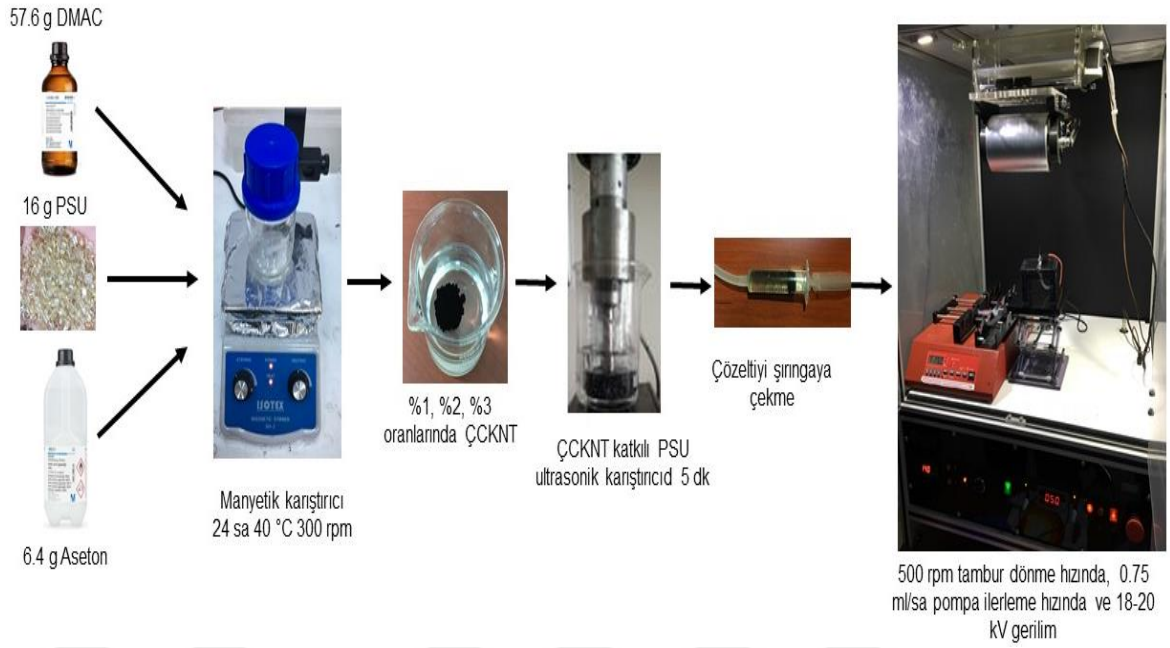 57.6 g DMAC
16 g PSU
6.4 g Aseton
ISOTEX
Manyetik karıştırıcı
24 sa 40 °C 300 rpm
%1, %2, %3
oranlarında ÇCKNT
ÇCKNT katkılı PSU
ultrasonik karıştırıcıd 5 dk
Çözeltiyi şırıngaya
çekme
050
500 rpm tambur dönme hızında, 0.75
ml/sa pompa ilerleme hızında ve 18-20
kV gerilim